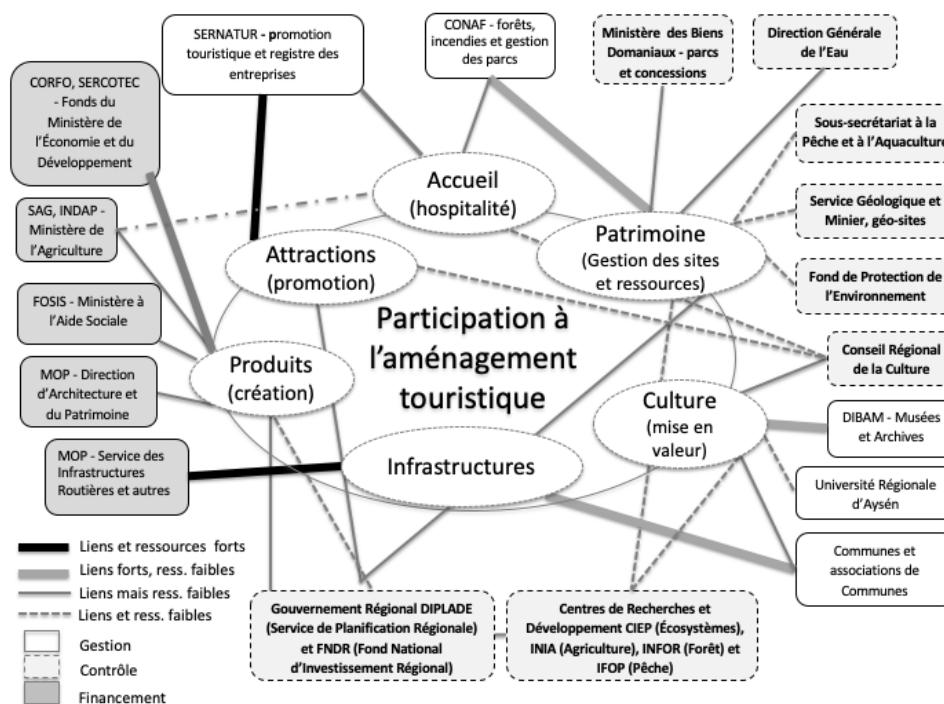 SERNATUR - promotion
touristique et registre des
entreprises
CONAF - forêts,
incendies et gestion
des parcs
Ministère des Biens
Domaniaux - parcs
et concessions
Direction Générale
de l'Eau
CORFO, SERCOTEC
- Fonds du
Ministère de
l'Économie et du
Développement
Sous-secrétariat à la
Pêche et à l'Aquaculture
SAG, INDAP -
Ministère de
l'Agriculture
Service Géologique et
Minier, géo-sites
FOSIS - Ministère à
l'Aide Sociale
Fond de Protection de
l'Environnement
MOP - Direction
d'Architecture et
du Patrimoine
Conseil Régional
de la Culture
MOP - Service des
Infrastructures
Routières et autres
DIBAM - Musées
et Archives
Université Régionale
d'Aysén
Communes et
associations de
Communes
Accueil
(hospitalité)
Attractions
(promotion)
Patrimoine
(Gestion des sites
et ressources)
Participation à
l'aménagement
touristique
Produits
(création)
Culture
(mise en
valeur)
Infrastructures
Liens et ressources forts
Liens forts, ress. faibles
Liens mais ress. faibles
Liens et ress. faibles
Gestion
Contrôle
Financement
Gouvernement Régional DIPLADE
(Service de Planification Régionale)
et FNDR (Fond National
d'Investissement Régional)
Centres de Recherches et
Développement CIEP (Écosystèmes),
INIA (Agriculture), INFOR (Forêt) et
IFOP (Pêche)